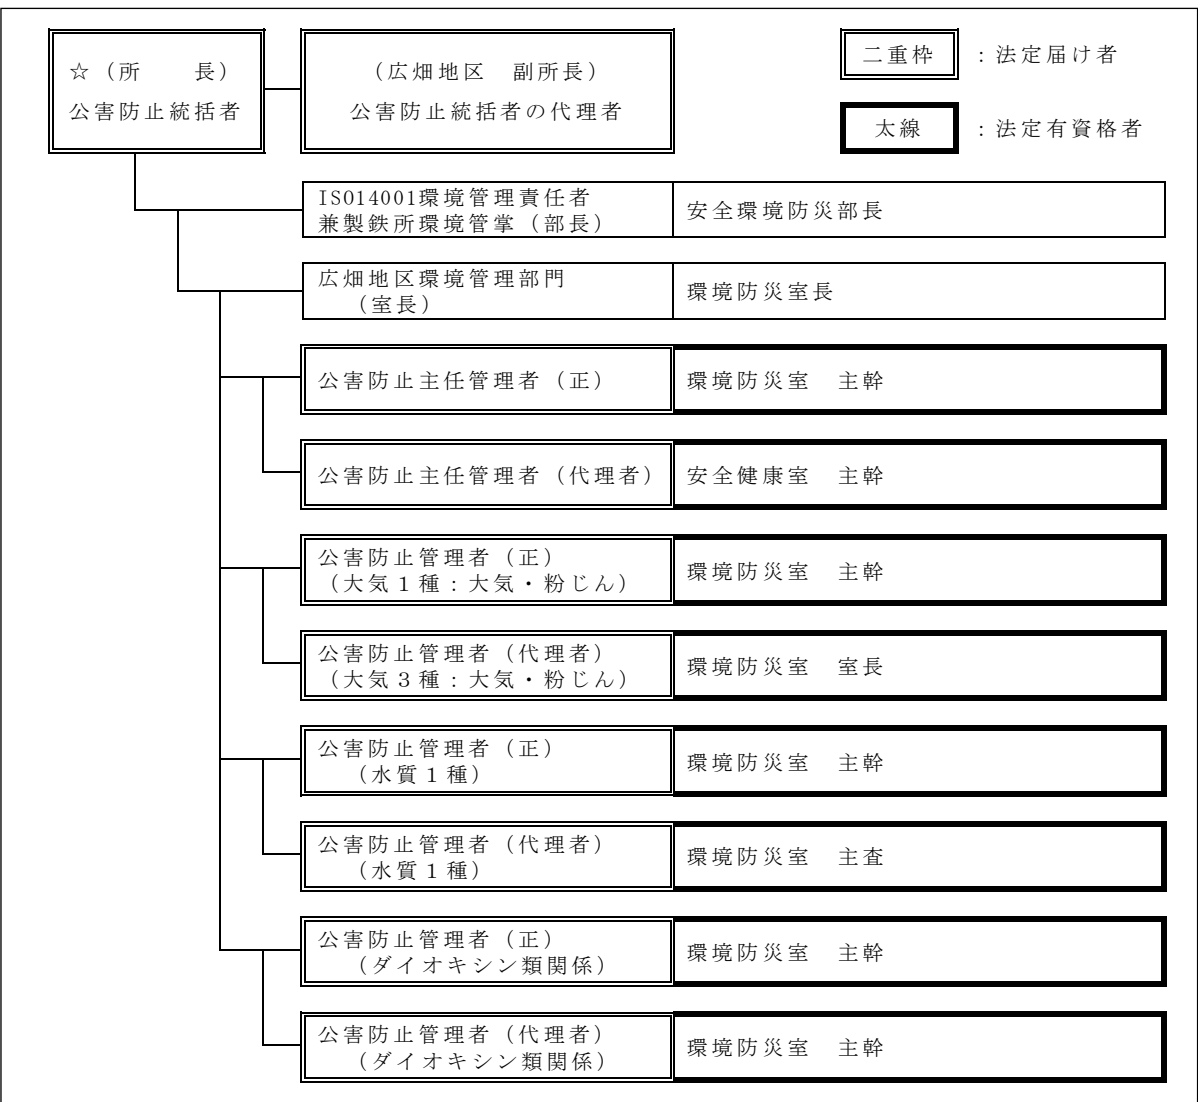 ☆（所　　長）
公害防止統括者
（広畑地区　副所長）
公害防止統括者の代理者
二重枠
：法定届け者
太線
：法定有資格者
ISO14001環境管理責任者
兼製鉄所環境管掌（部長）
安全環境防災部長
広畑地区環境管理部門
（室長）
環境防災室長
公害防止主任管理者（正）
環境防災室　主幹
公害防止主任管理者（代理者）
安全健康室　主幹
公害防止管理者（正）
（大気１種：大気・粉じん）
環境防災室　主幹
公害防止管理者（代理者）
（大気３種：大気・粉じん）
環境防災室　室長
公害防止管理者（正）
（水質１種）
環境防災室　主幹
公害防止管理者（代理者）
（水質１種）
環境防災室　主査
公害防止管理者（正）
（ダイオキシン類関係）
環境防災室　主幹
公害防止管理者（代理者）
（ダイオキシン類関係）
環境防災室　主幹